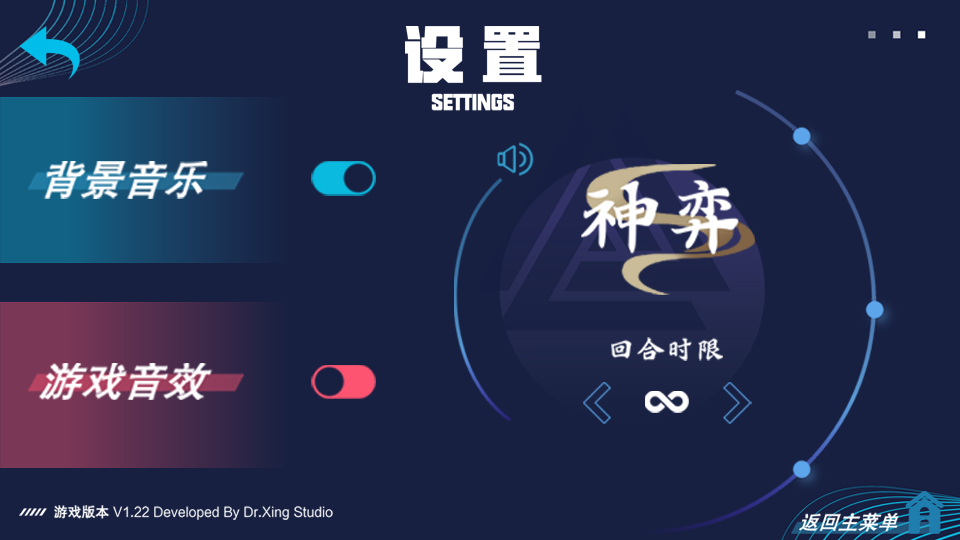 设置
SETTINGS
背景音乐
神弈
回合时限
∞
游戏音效
游戏版本 V1.22 Developed By Dr.Xing Studio
返回主菜单